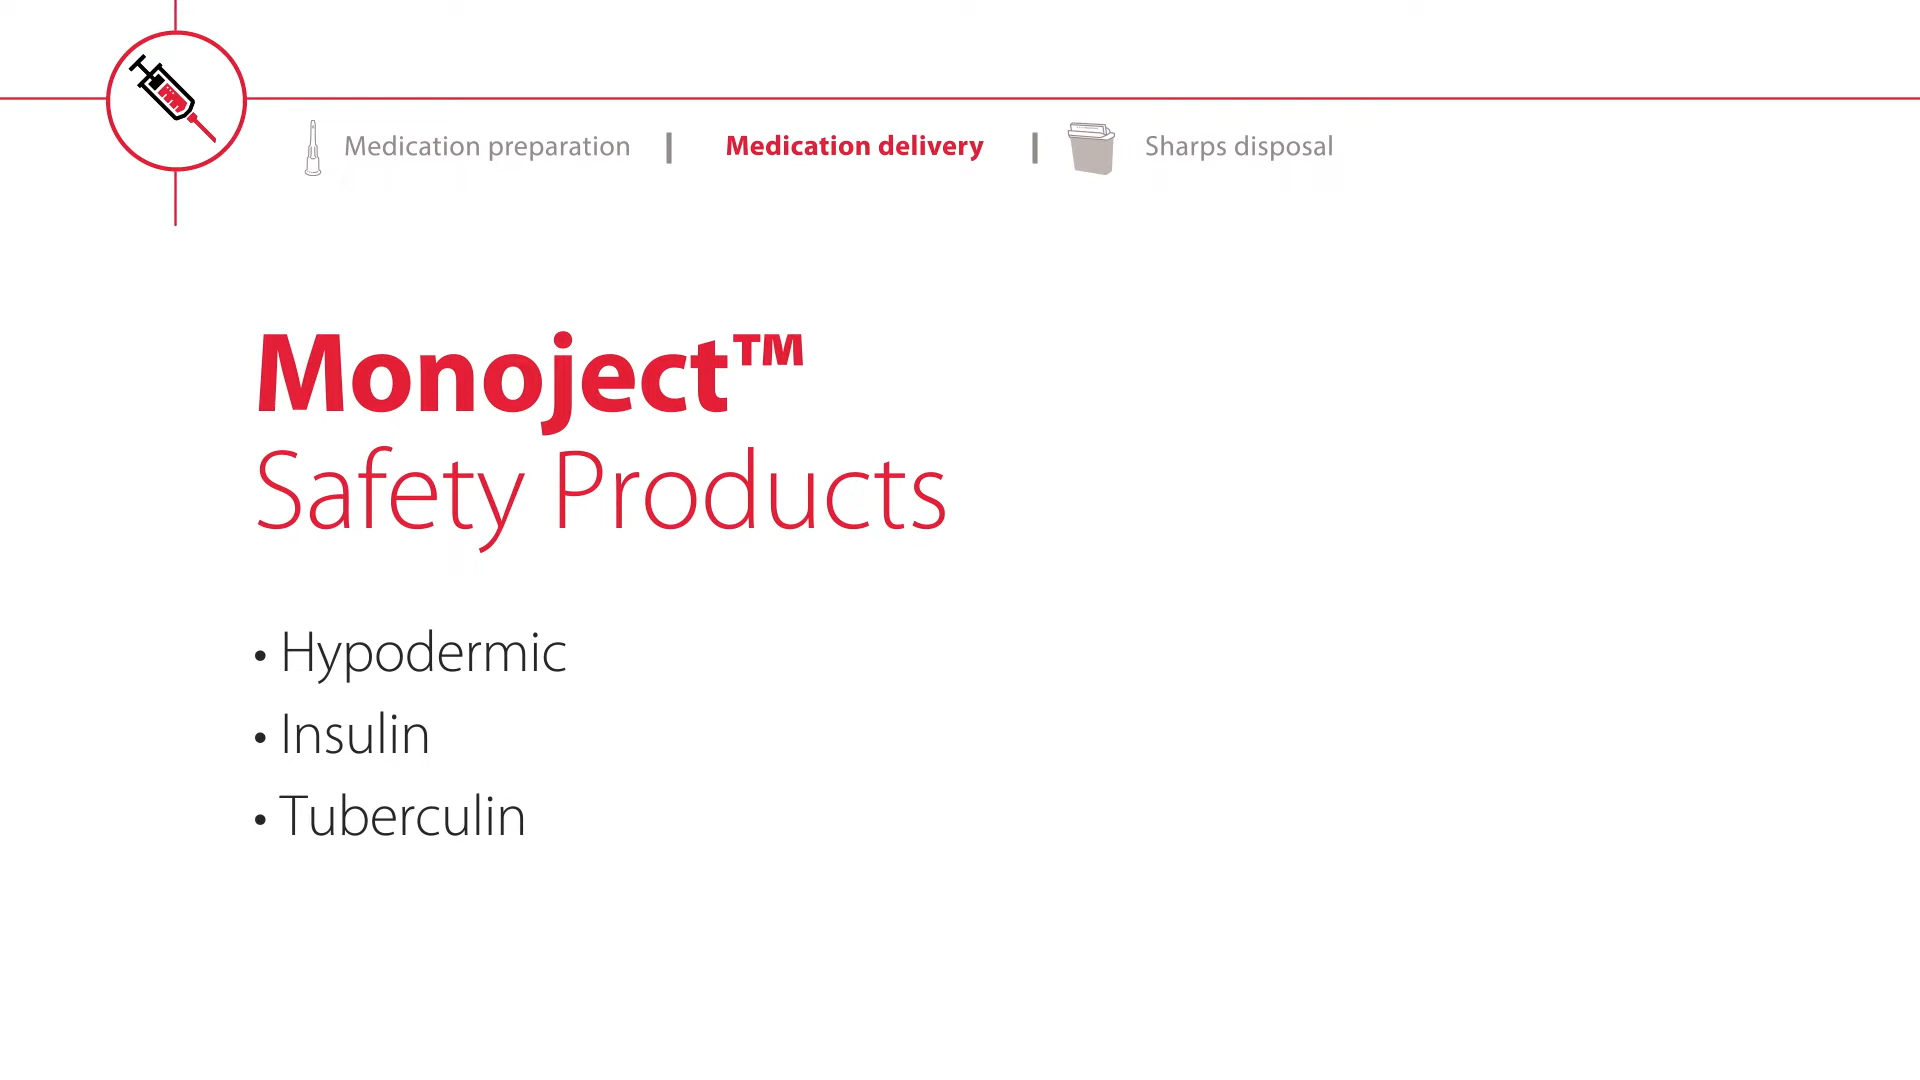 Medication preparation | Medication delivery | Sharps disposal
Monoject™
Safety Products
• Hypodermic
• Insulin
• Tuberculin